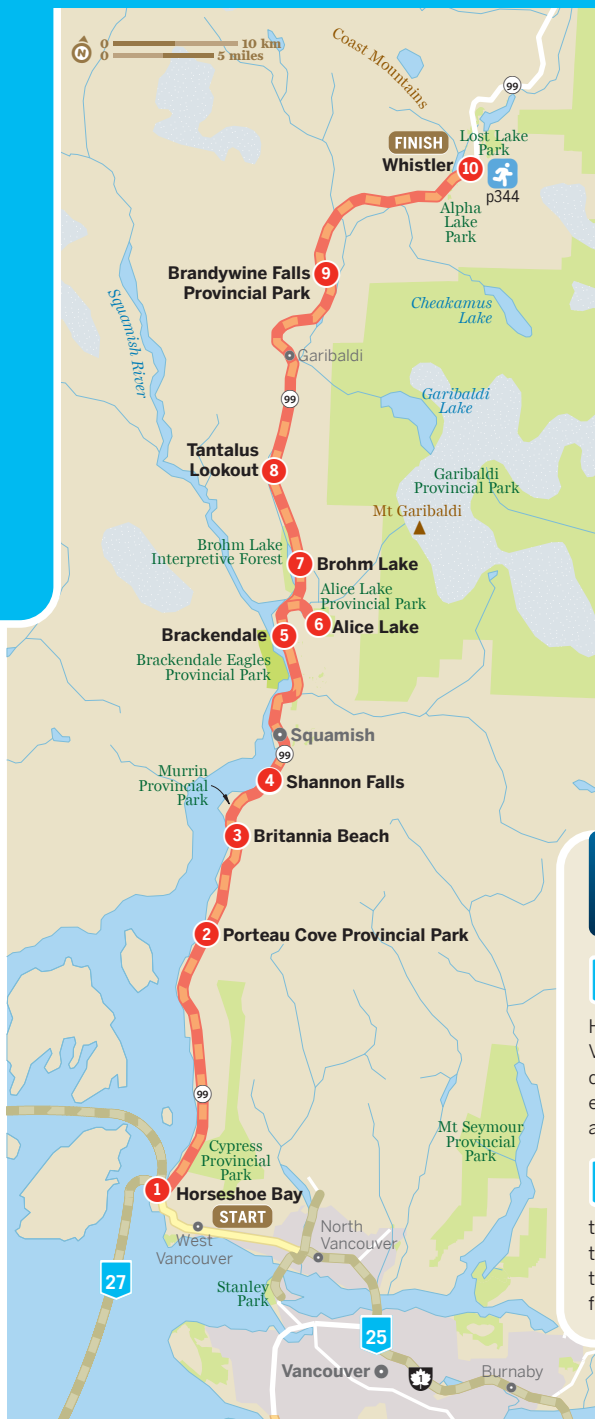 N
0 10 km
0 5 miles
Coast Mountains
99
FINISH
Lost Lake
Park
Whistler
10
p344
Alpha
Lake
Park
Brandywine Falls
Provincial Park
9
Squamish River
Cheakamus
Lake
Garibaldi
99
Garibaldi
Lake
Tantalus
Lookout
8
Garibaldi
Provincial Park
Mt Garibaldi
Brohm Lake
Interpretive Forest
7
Brohm Lake
Alice Lake
Provincial Park
6
Alice Lake
Brackendale
5
Brackendale Eagles
Provincial Park
Squamish
99
4
Shannon Falls
Murrin
Provincial
Park
3
Britannia Beach
2
Porteau Cove Provincial Park
99
Mt Seymour
Provincial
Park
Cypress
Provincial
Park
1
Horseshoe Bay
START
West
Vancouver
North
Vancouver
27
Stanley
Park
25
Vancouver
1
Burnaby
H
V
c
e
a
t
t
t
f